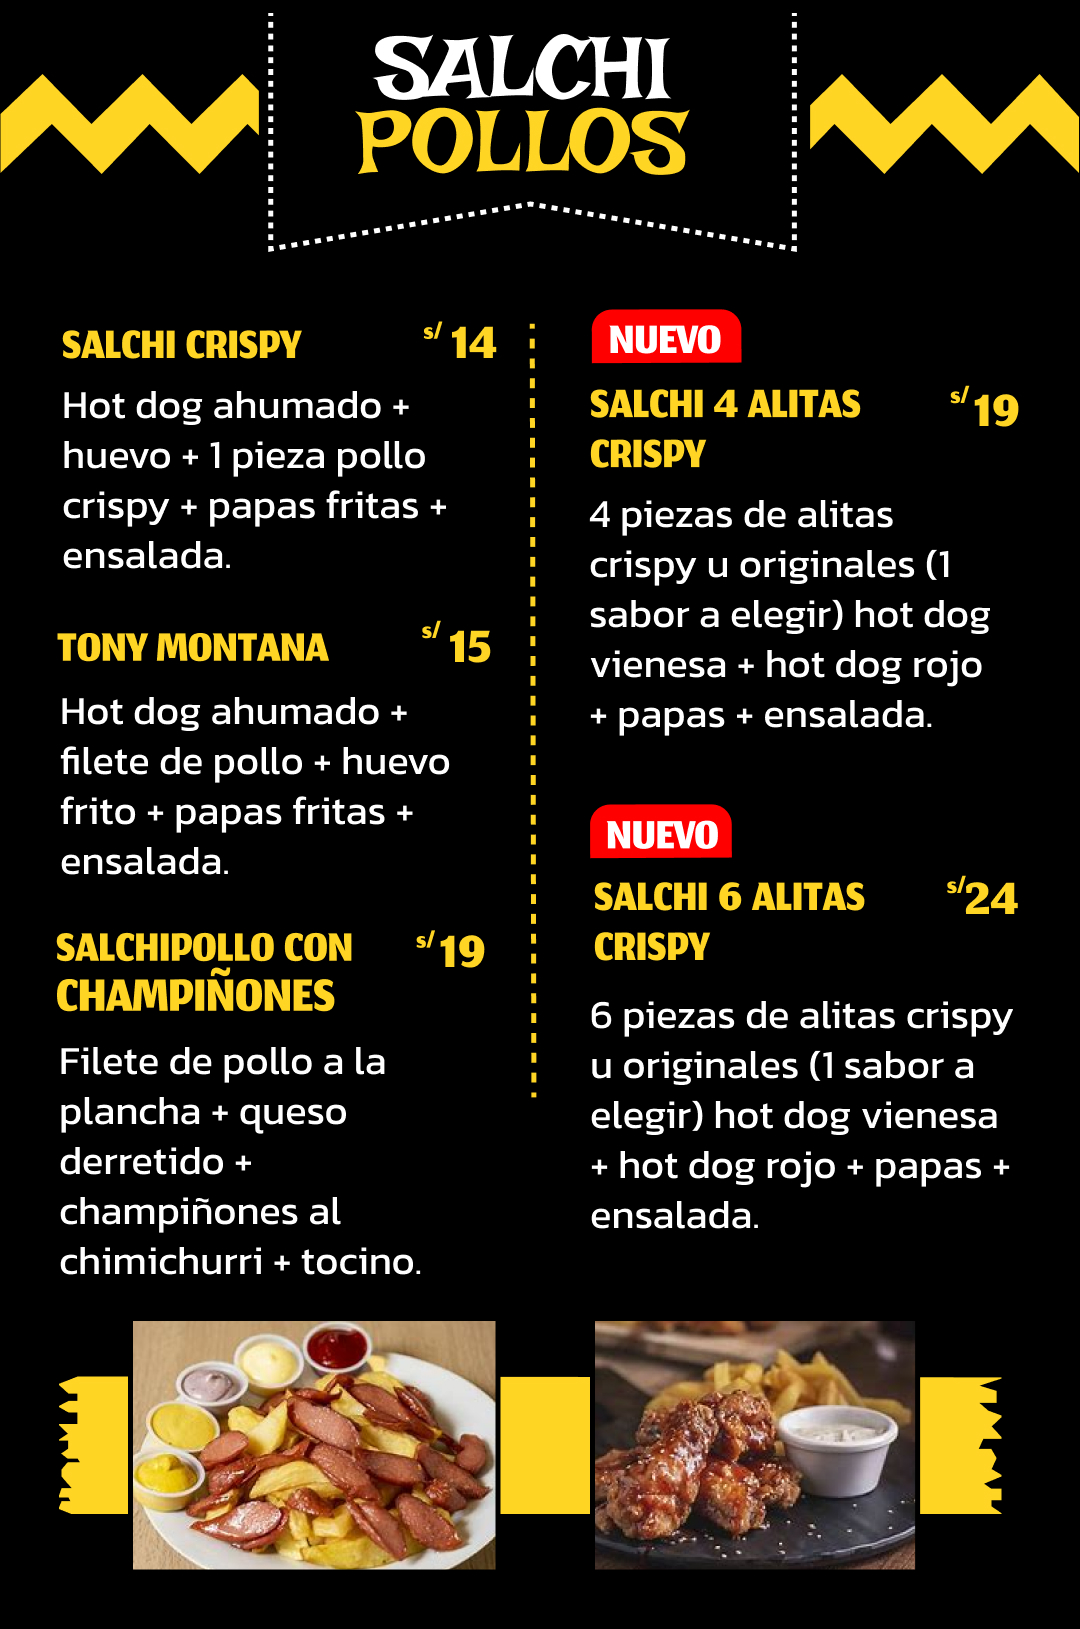 SALCHI
POLLOS
SALCHI CRISPY s/ 14
Hot dog ahumado +
huevo + 1 pieza pollo
crispy + papas fritas +
ensalada.
TONY MONTANA s/ 15
Hot dog ahumado +
filete de pollo + huevo
frito + papas fritas +
ensalada.
SALCHIPOLLO CON s/ 19
CHAMPIÑONES
Filete de pollo a la
plancha + queso
derretido +
champiñones al
chimichurri + tocino.
NUEVO
SALCHI 4 ALITAS s/ 19
CRISPY
4 piezas de alitas
crispy u originales (1
sabor a elegir) hot dog
vienesa + hot dog rojo
+ papas + ensalada.
NUEVO
SALCHI 6 ALITAS s/ 24
CRISPY
6 piezas de alitas crispy
u originales (1 sabor a
elegir) hot dog vienesa
+ hot dog rojo + papas +
ensalada.